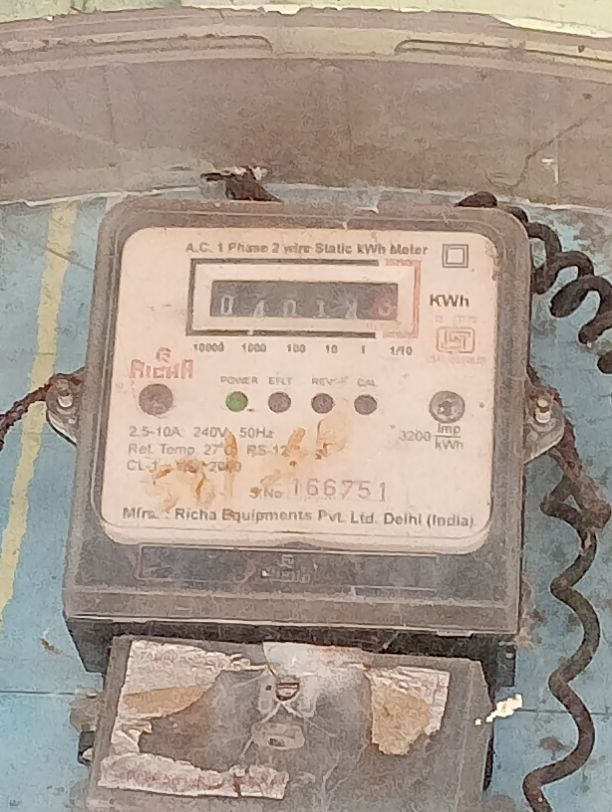 A.C. 1 Phase 2 wire Static kWh Meter
KWh
10000 1000 100 10 1 1/10
RICHA
POWER EFLT REV CAL
2.5-10A 240V 50Hz
3200 Imp/kWh
Ref. Temp. 27°C
S.No. 166751
Mfrs. : Richa Equipments Pvt. Ltd. Delhi (India)